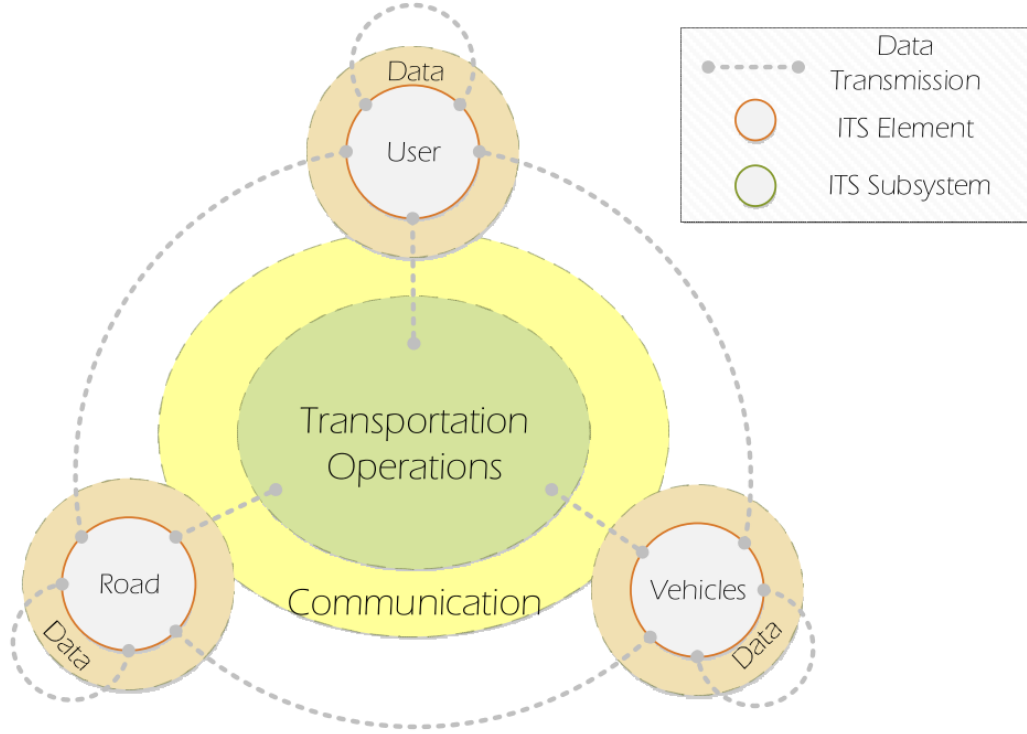 Data
User
Data
Transmission
ITS Element
ITS Subsystem
Transportation
Operations
Communication
Road
Data
Vehicles
Data